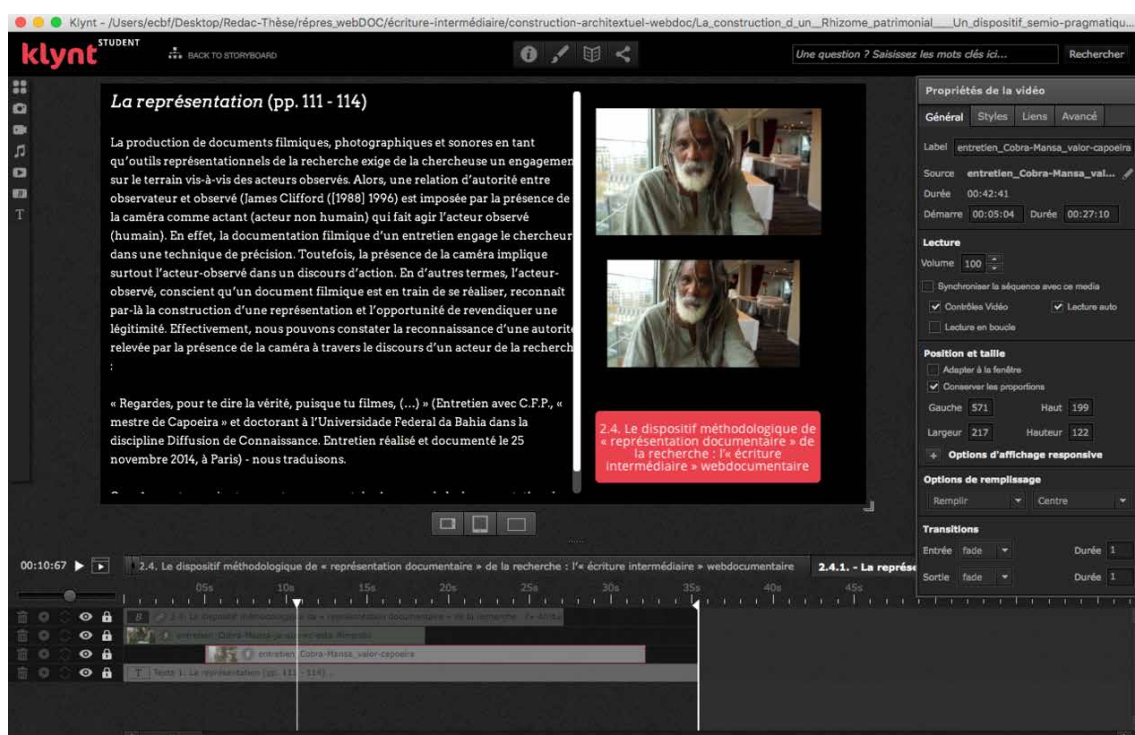 Klynt - /Users/ecbf/Desktop/Redac-Thèse/répres_webDOC/écriture-intermédiaire/construction-architectuel-webdoc/La_construction_d_un__Rhizome_patrimonial___Un_dispositif_semio-pragmatiqu...
klynt STUDENT
BACK TO STORYBOARD
Une question ? Saisissez les mots clés ici...
Rechercher
La représentation (pp. 111 - 114)
La production de documents filmiques, photographiques et sonores en tant
qu'outils représentationnels de la recherche exige de la chercheuse un engagemen
sur le terrain vis-à-vis des acteurs observés. Alors, une relation d'autorité entre
observateur et observé (James Clifford ([1988] 1996) est imposée par la présence de
la caméra comme actant (acteur non humain) qui fait agir l'acteur observé
(humain). En effet, la documentation filmique d'un entretien engage le chercheur
dans une technique de précision. Toutefois, la présence de la caméra implique
surtout l'acteur-observé dans un discours d'action. En d'autres termes, l'acteur-
observé, conscient qu'un document filmique est en train de se réaliser, reconnaît
par-là la construction d'une représentation et l'opportunité de revendiquer une
légitimité. Effectivement, nous pouvons constater la reconnaissance d'une autorité
relevée par la présence de la caméra à travers le discours d'un acteur de la recherch
:
« Regardes, pour te dire la vérité, puisque tu filmes, (...) » (Entretien avec C.F.P., «
mestre de Capoeira » et doctorant à l'Universidade Federal da Bahia dans la
discipline Diffusion de Connaissance. Entretien réalisé et documenté le 25
novembre 2014, à Paris) - nous traduisons.
2.4. Le dispositif méthodologique de
« représentation documentaire » de
la recherche : l'« écriture
intermédiaire » webdocumentaire
Propriétés de la vidéo
Général Styles Liens Avancé
Label entretien_Cobra-Mansa_valor-capoeira
Source entretien_Cobra-Mansa_val...
Durée 00:42:41
Démarre 00:05:04 Durée 00:27:10
Lecture
Volume 100
Synchroniser la séquence avec ce media
Contrôles Vidéo Lecture auto
Lecture en boucle
Position et taille
Adapter à la fenêtre
Conserver les proportions
Gauche 571 Haut 199
Largeur 217 Hauteur 122
+ Options d'affichage responsive
Options de remplissage
Remplir Centre
Transitions
Entrée fade Durée 1
Sortie fade Durée 1
00:10:67
2.4. Le dispositif méthodologique de « représentation documentaire » de la recherche : l'« écriture intermédiaire » webdocumentaire
2.4.1. - La représe
05s 10s 15s 20s 25s 30s 35s 40s 45s
entretien_Cobra-Mansa_valor-capoeira
T Texte 1: La représentation (pp. 111 - 114)